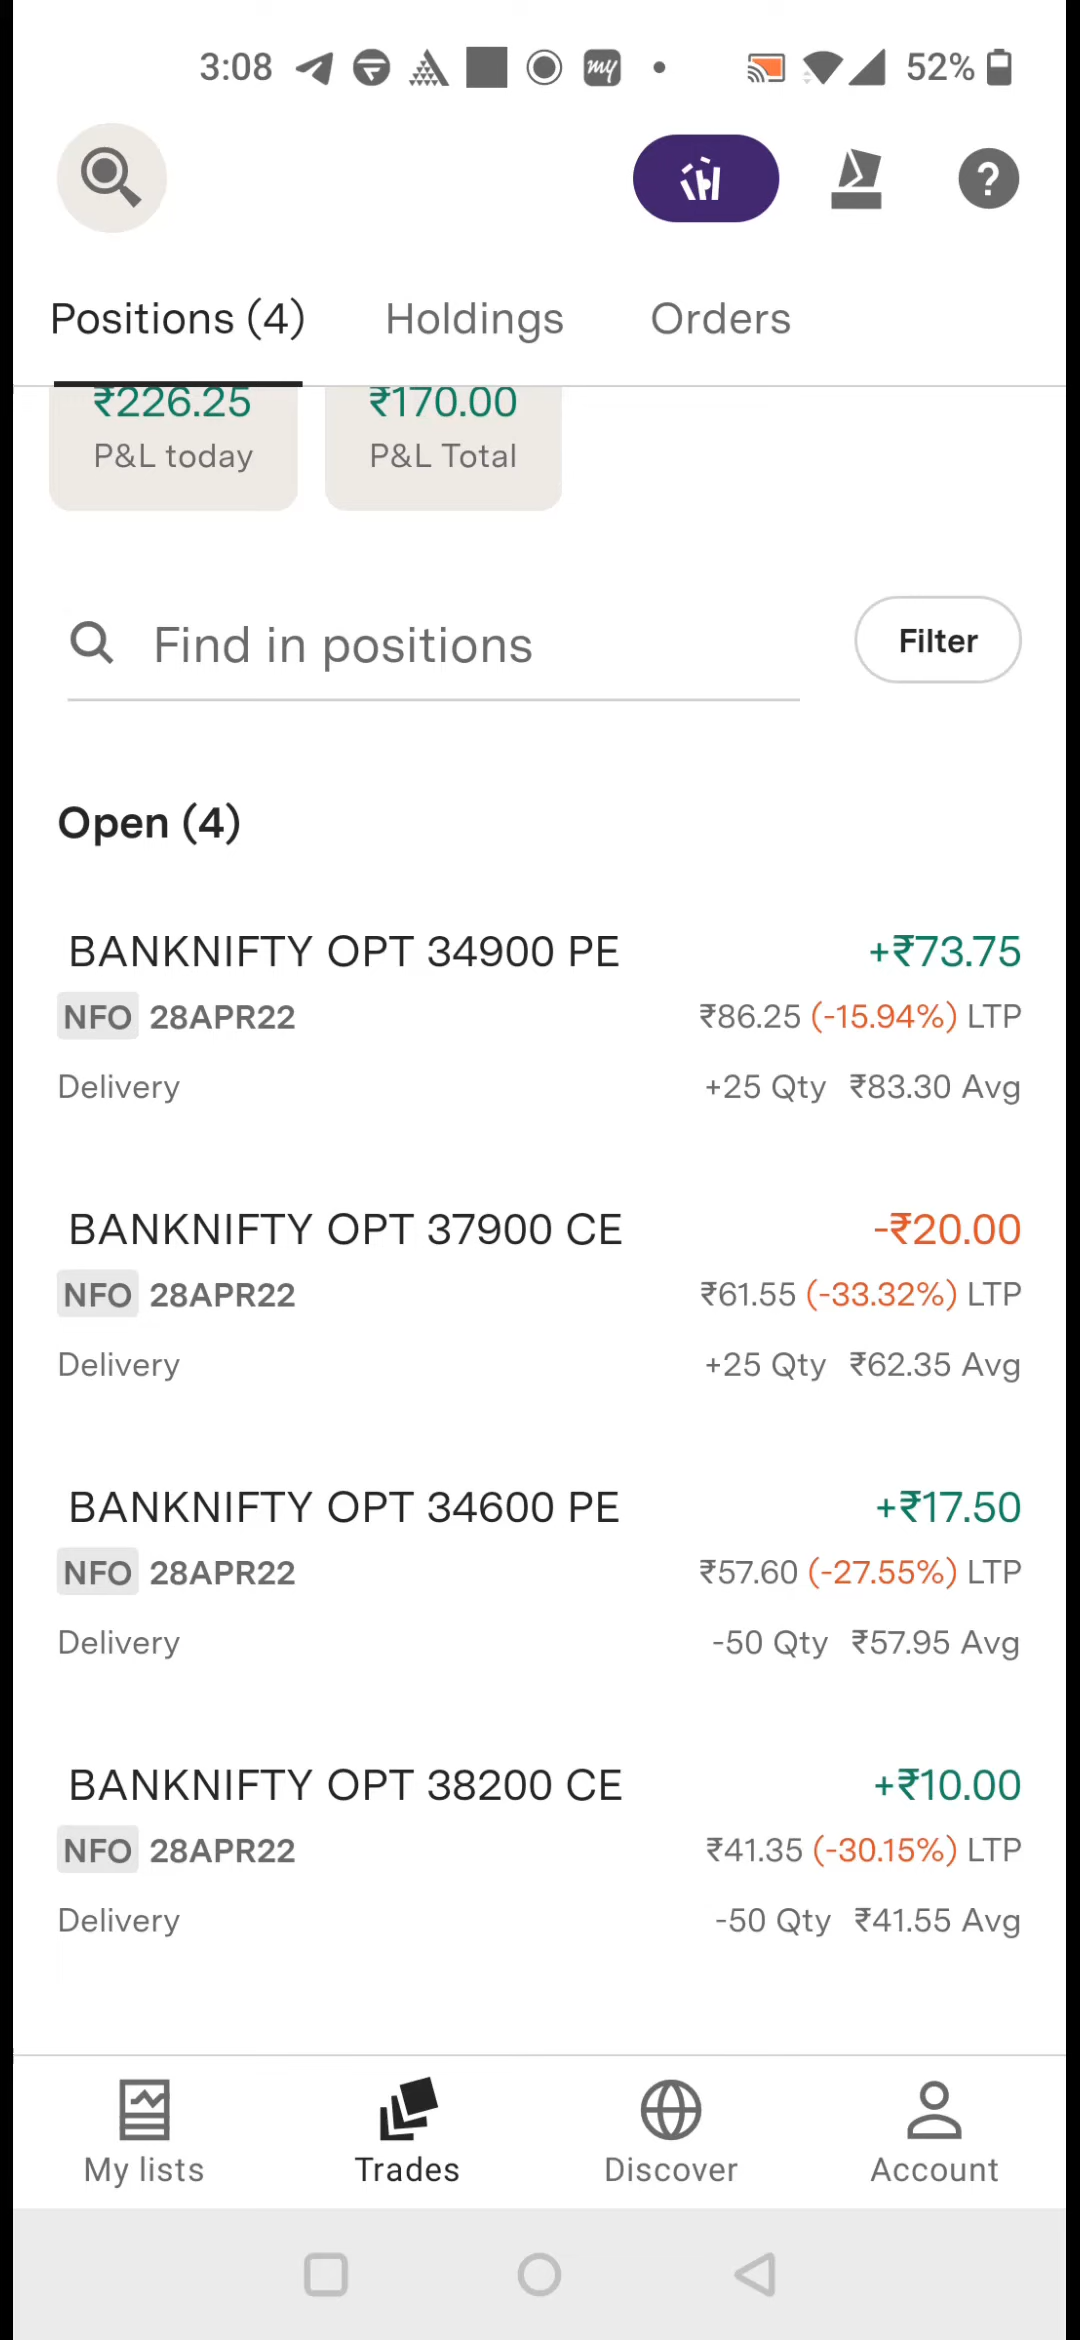 3:08 my 52%
?
Positions (4) Holdings Orders
₹226.25 ₹170.00
P&L today P&L Total
Find in positions Filter
Open (4)
BANKNIFTY OPT 34900 PE +₹73.75
NFO 28APR22 ₹86.25 (-15.94%) LTP
Delivery +25 Qty ₹83.30 Avg
BANKNIFTY OPT 37900 CE -₹20.00
NFO 28APR22 ₹61.55 (-33.32%) LTP
Delivery +25 Qty ₹62.35 Avg
BANKNIFTY OPT 34600 PE +₹17.50
NFO 28APR22 ₹57.60 (-27.55%) LTP
Delivery -50 Qty ₹57.95 Avg
BANKNIFTY OPT 38200 CE +₹10.00
NFO 28APR22 ₹41.35 (-30.15%) LTP
Delivery -50 Qty ₹41.55 Avg
My lists Trades Discover Account